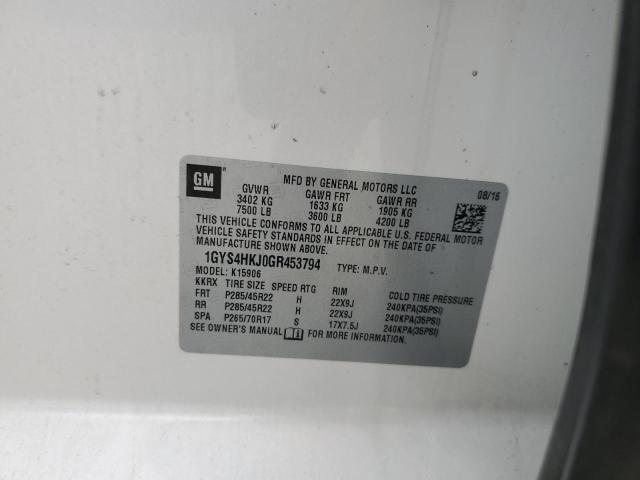 GM
MFD BY GENERAL MOTORS LLC 08/16
GVWR GAWR FRT GAWR RR
3402 KG 1633 KG 1905 KG
7500 LB 3600 LB 4200 LB
THIS VEHICLE CONFORMS TO ALL APPLICABLE U.S. FEDERAL MOTOR
VEHICLE SAFETY STANDARDS IN EFFECT ON THE DATE OF
MANUFACTURE SHOWN ABOVE.
1GYS4HKJ0GR453794 TYPE: M.P.V.
MODEL: K15906
KKRX TIRE SIZE SPEED RTG RIM COLD TIRE PRESSURE
FRT P285/45R22 H 22X9J 240KPA(35PSI)
RR P285/45R22 H 22X9J 240KPA(35PSI)
SPA P265/70R17 S 17X7.5J 240KPA(35PSI)
SEE OWNER'S MANUAL FOR MORE INFORMATION.